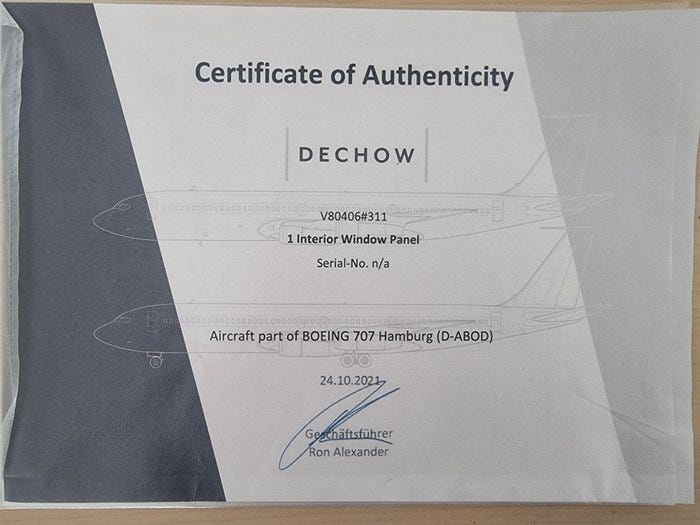 Certificate of Authenticity
DECHOW
V80406#311
1 Interior Window Panel
Serial-No. n/a
Aircraft part of BOEING 707 Hamburg (D-ABOD)
24.10.2021
Geschäftsführer
Ron Alexander